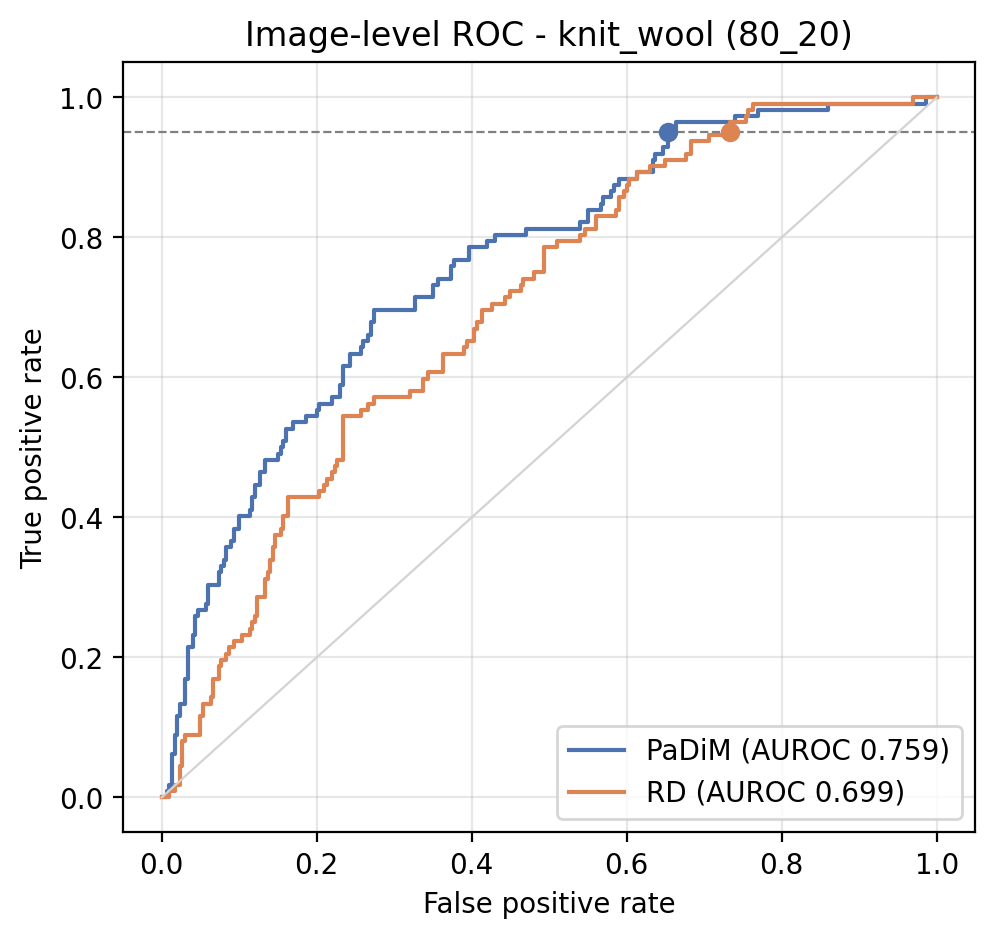 Image-level ROC - knit_wool (80_20)
True positive rate
1.0
0.8
0.6
0.4
0.2
0.0
PaDiM (AUROC 0.759)
RD (AUROC 0.699)
0.0 0.2 0.4 0.6 0.8 1.0
False positive rate